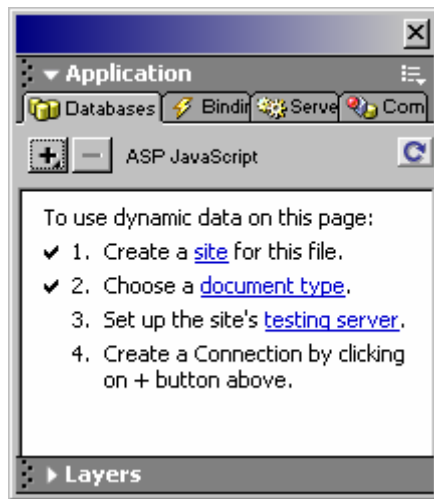 Application
Databases Bindin Serve Com
ASP JavaScript
To use dynamic data on this page:
✔ 1. Create a site for this file.
✔ 2. Choose a document type.
3. Set up the site's testing server.
4. Create a Connection by clicking
on + button above.
Layers